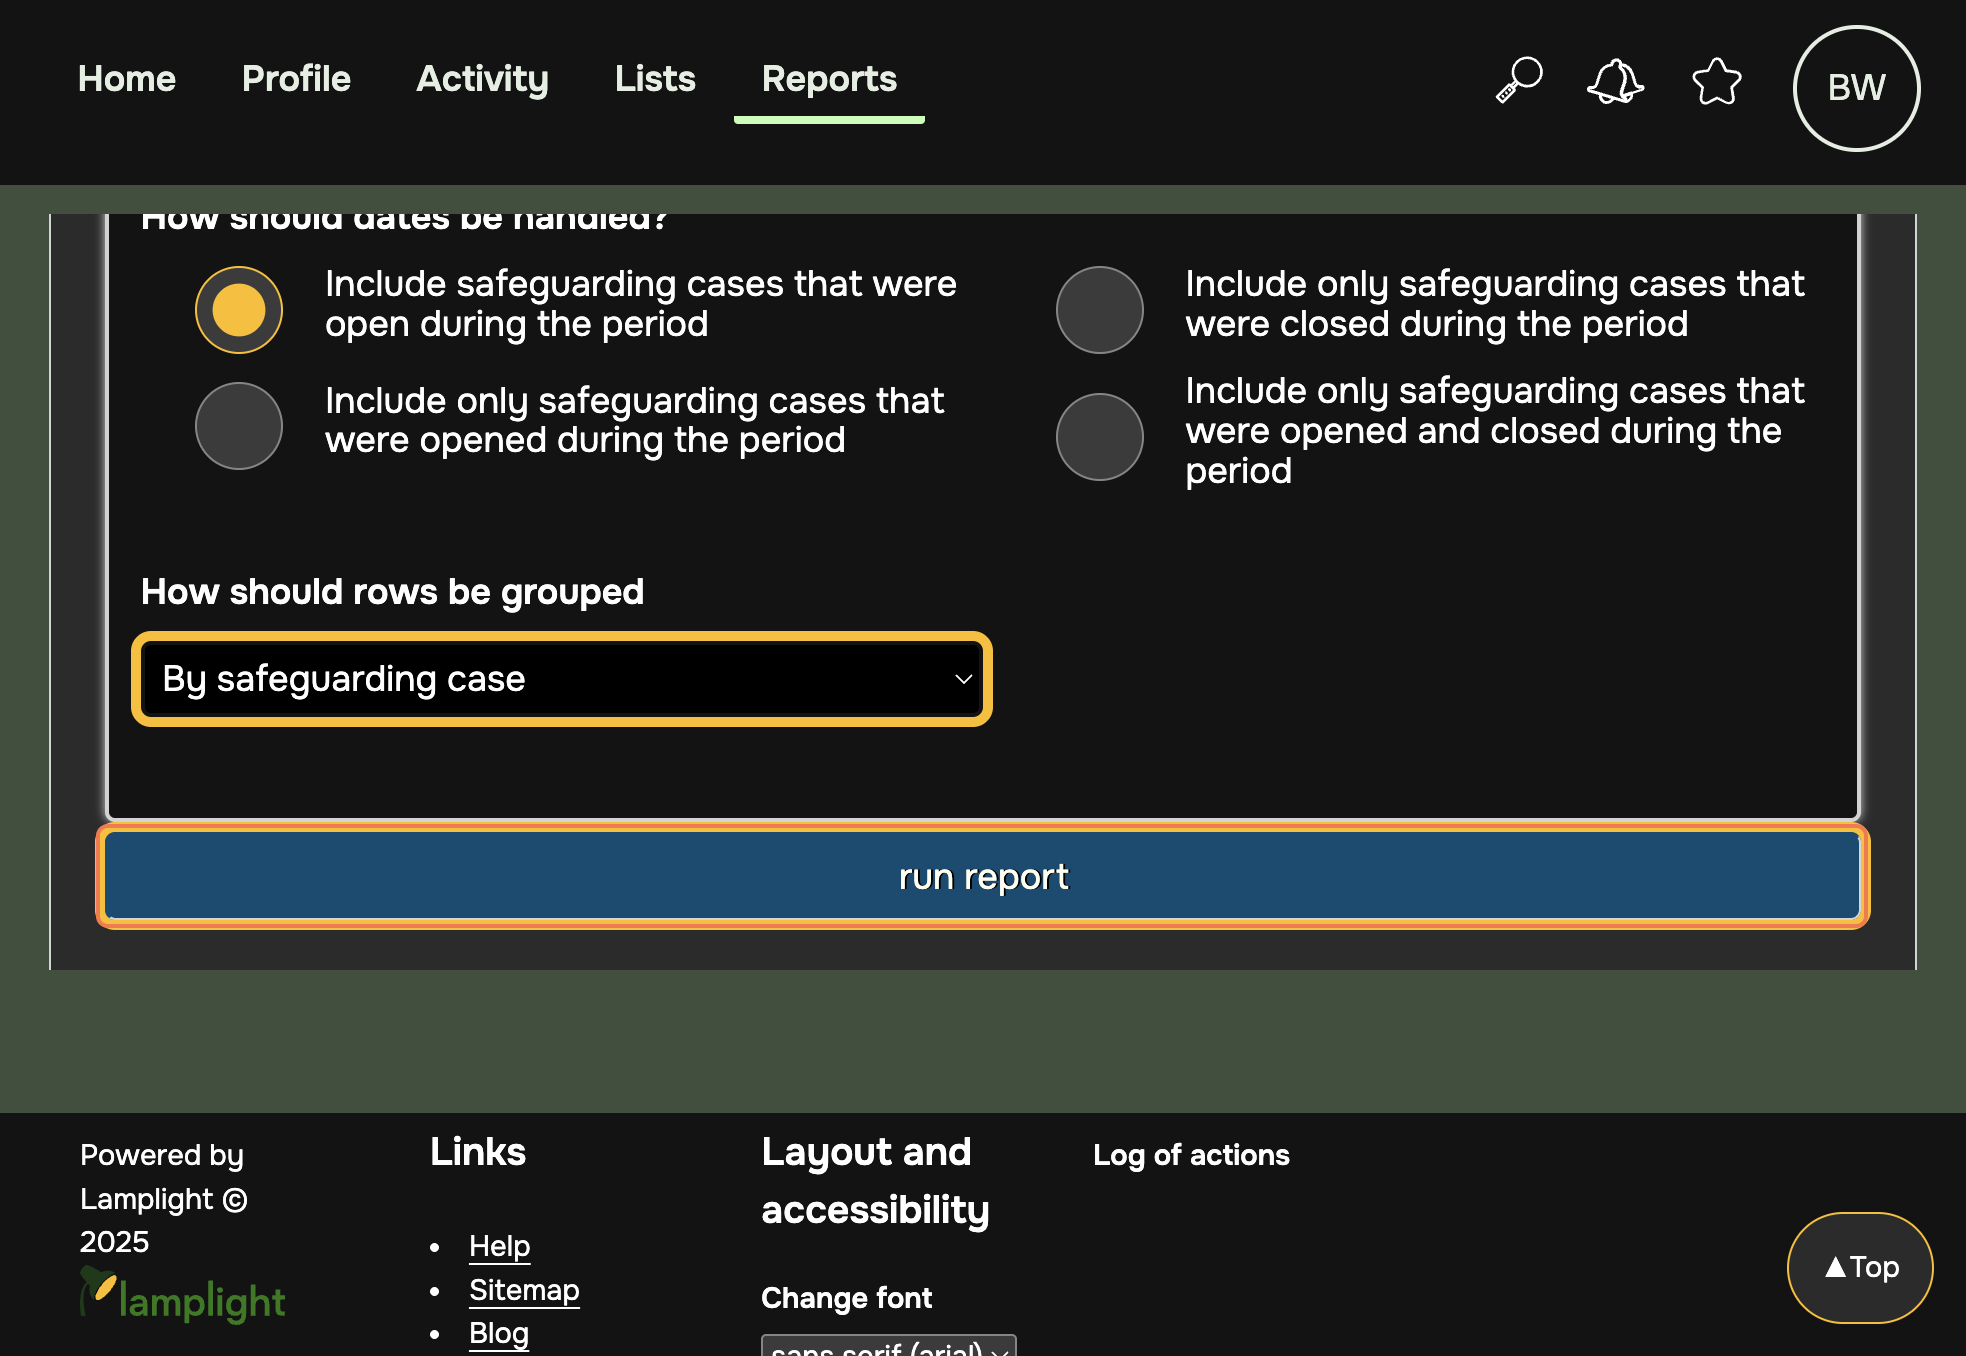 Home Profile Activity Lists Reports BW
How should dates be handled?
Include safeguarding cases that were
open during the period
Include only safeguarding cases that
were closed during the period
Include only safeguarding cases that
were opened during the period
Include only safeguarding cases that
were opened and closed during the
period
How should rows be grouped
By safeguarding case
run report
Powered by
Lamplight ©
2025
lamplight
Links
Help
Sitemap
Blog
Layout and
accessibility
Change font
sans serif (arial)
Log of actions
▲Top